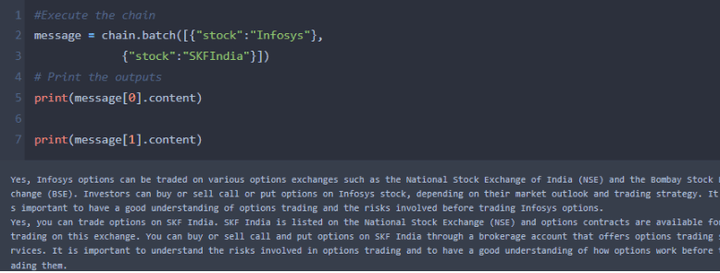 1 #Execute the chain
2 message = chain.batch([{"stock":"Infosys"},
3 {"stock":"SKFIndia"}])
4 # Print the outputs
5 print(message[0].content)
6
7 print(message[1].content)
Yes, Infosys options can be traded on various options exchanges such as the National Stock Exchange of India (NSE) and the Bombay Stock
change (BSE). Investors can buy or sell call or put options on Infosys stock, depending on their market outlook and trading strategy. It
s important to have a good understanding of options trading and the risks involved before trading Infosys options.
Yes, you can trade options on SKF India. SKF India is listed on the National Stock Exchange (NSE) and options contracts are available fo
trading on this exchange. You can buy or sell call and put options on SKF India through a brokerage account that offers options trading
rvices. It is important to understand the risks involved in options trading and to have a good understanding of how options work before
ading them.